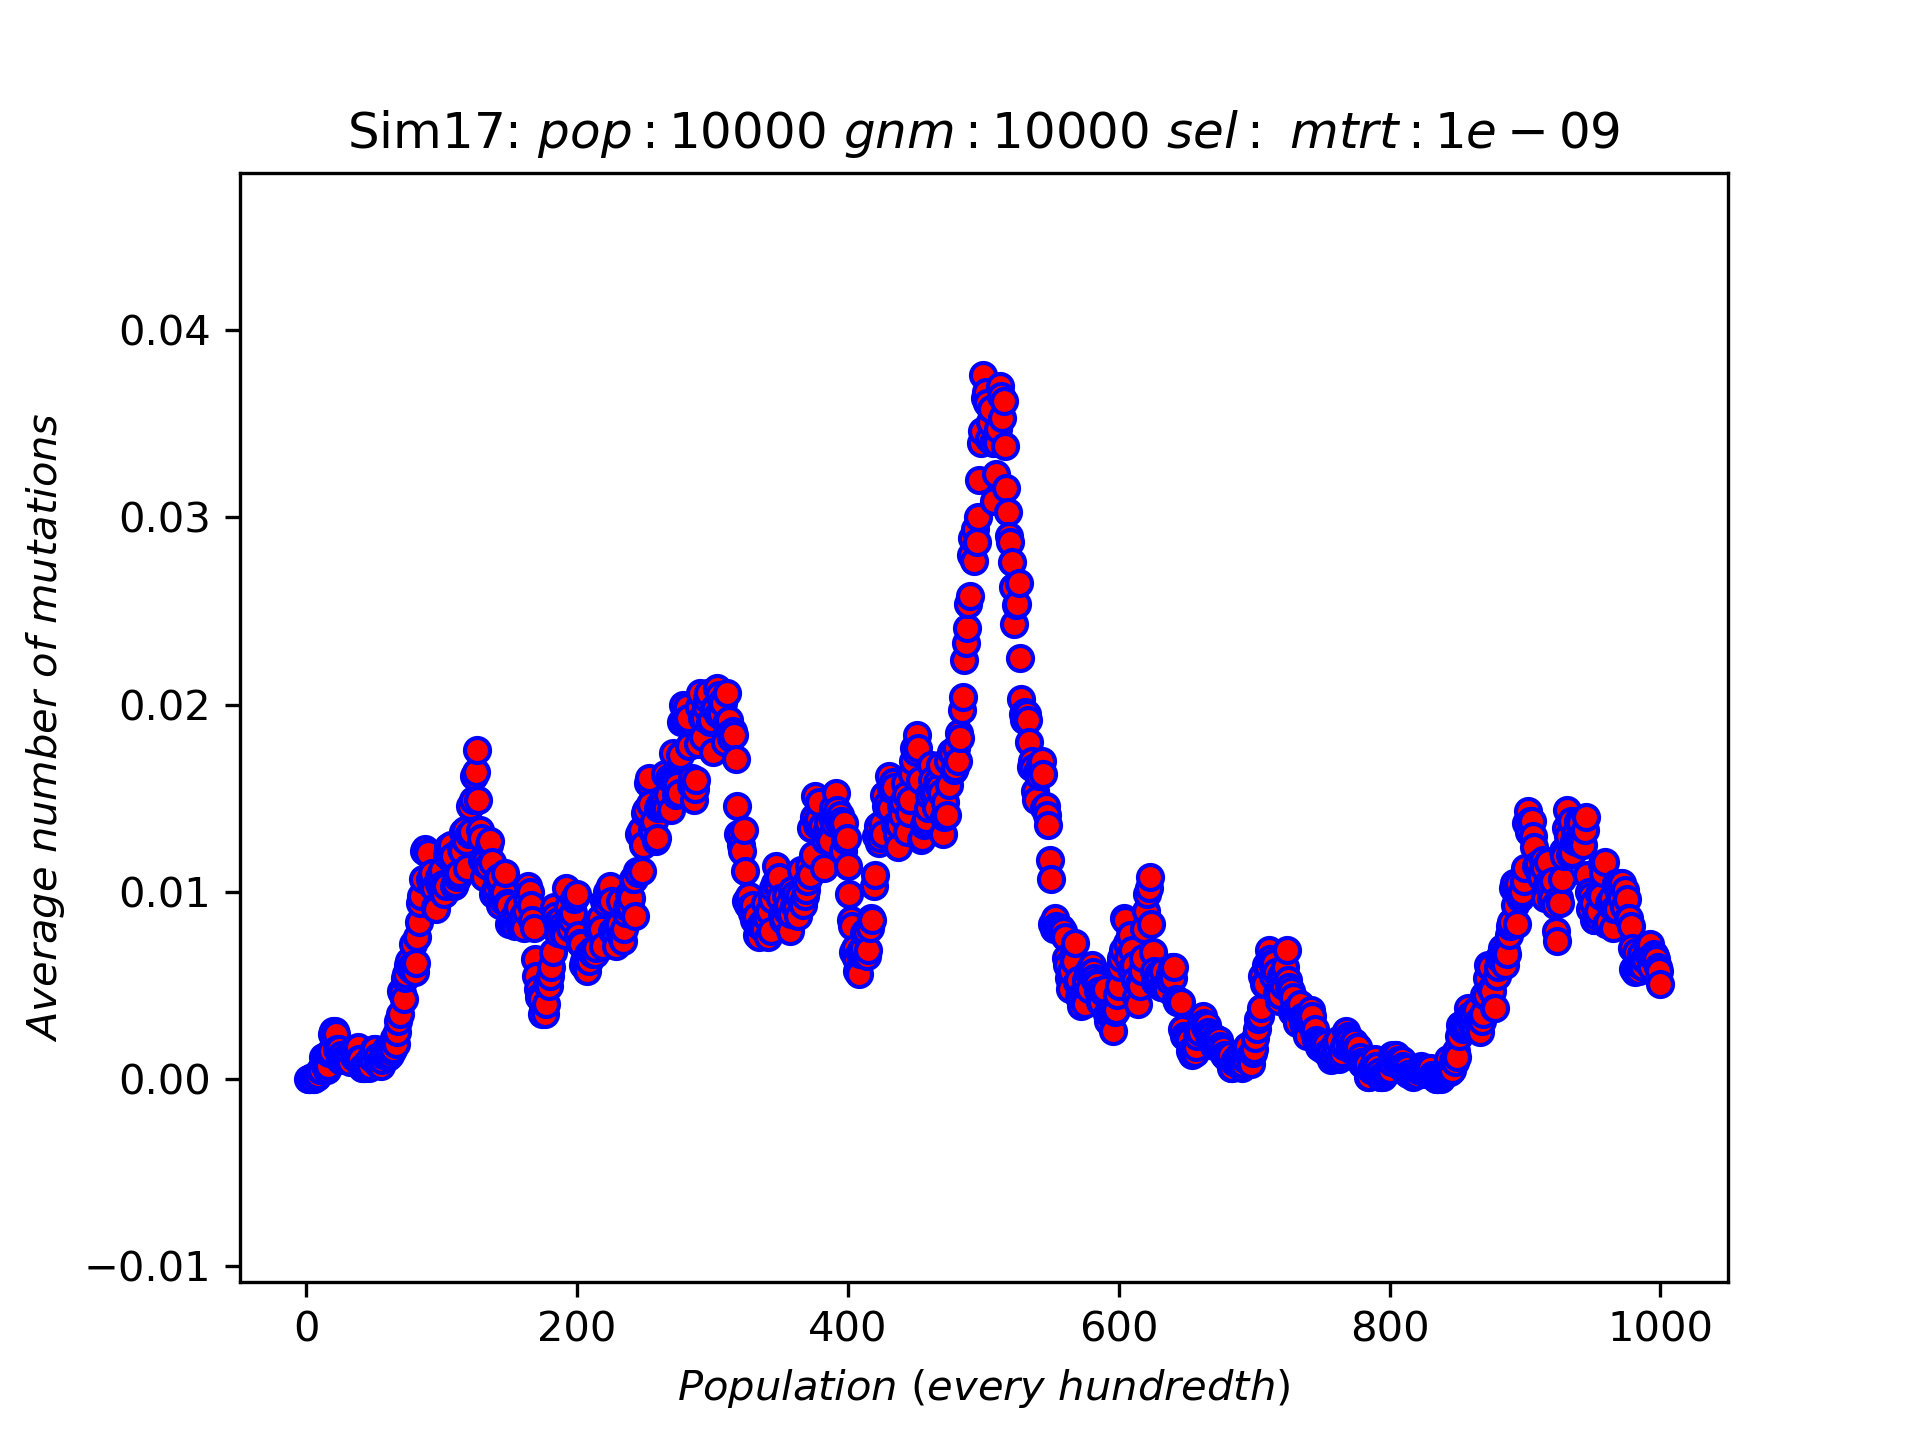 Sim17: pop : 10000 gnm : 10000 sel : mtrt : 1e − 09
Average number of mutations
0.04
0.03
0.02
0.01
0.00
−0.01
0 200 400 600 800 1000
Population (every hundredth)